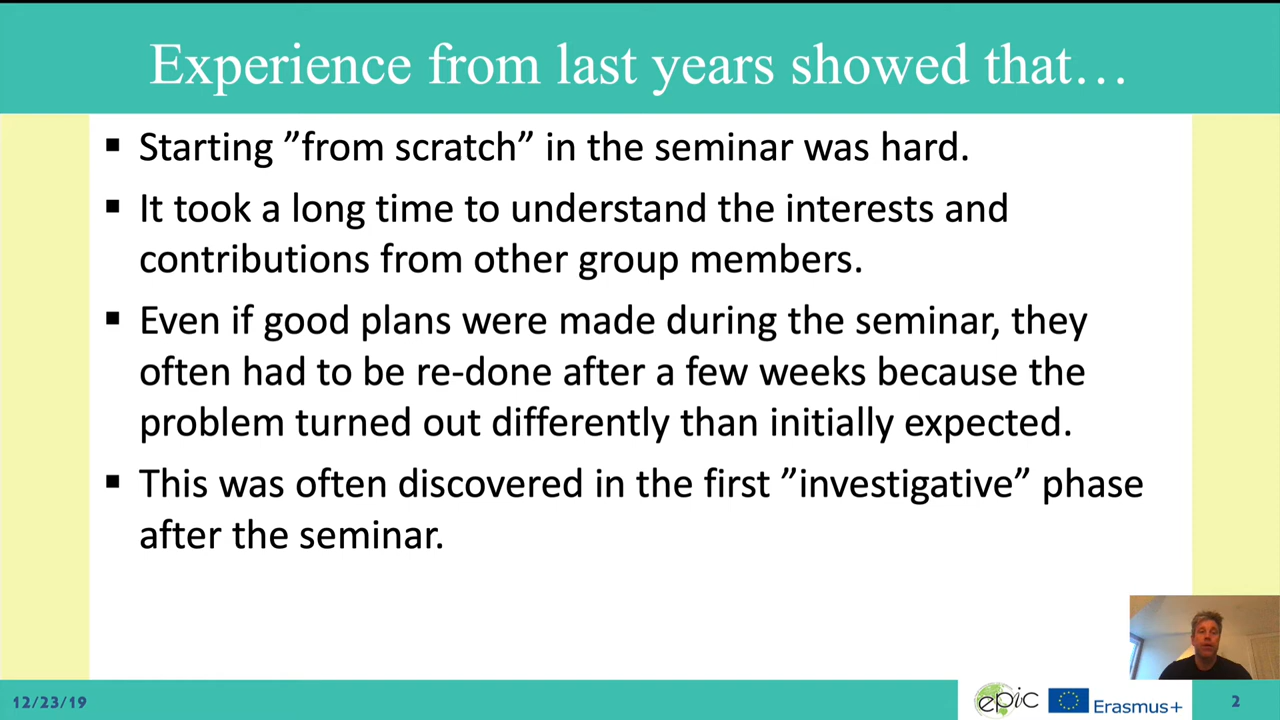 Experience from last years showed that…
▪ Starting ”from scratch” in the seminar was hard.
▪ It took a long time to understand the interests and
contributions from other group members.
▪ Even if good plans were made during the seminar, they
often had to be re-done after a few weeks because the
problem turned out differently than initially expected.
▪ This was often discovered in the first ”investigative” phase
after the seminar.
12/23/19
epic
Erasmus+
2